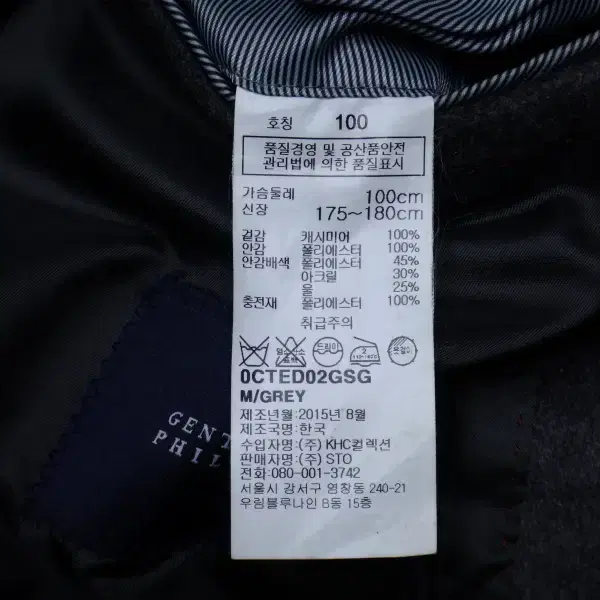 호칭 100
품질경영 및 공산품안전
관리법에 의한 품질표시
가슴둘레 100cm
신장 175~180cm
겉감 캐시미어 100%
안감 폴리에스터 100%
안감배색 폴리에스터 45%
아크릴 30%
울 25%
충전재 폴리에스터 100%
취급주의
드라이
옷걸이
0CTED02GSG
M/GREY
제조년월:2015년 8월
제조국명:한국
수입자명:(주) KHC컬렉션
판매자명:(주) STO
전화:080-001-3742
서울시 강서구 염창동 240-21
우림블루나인 B동 15층
GENT
PHIL